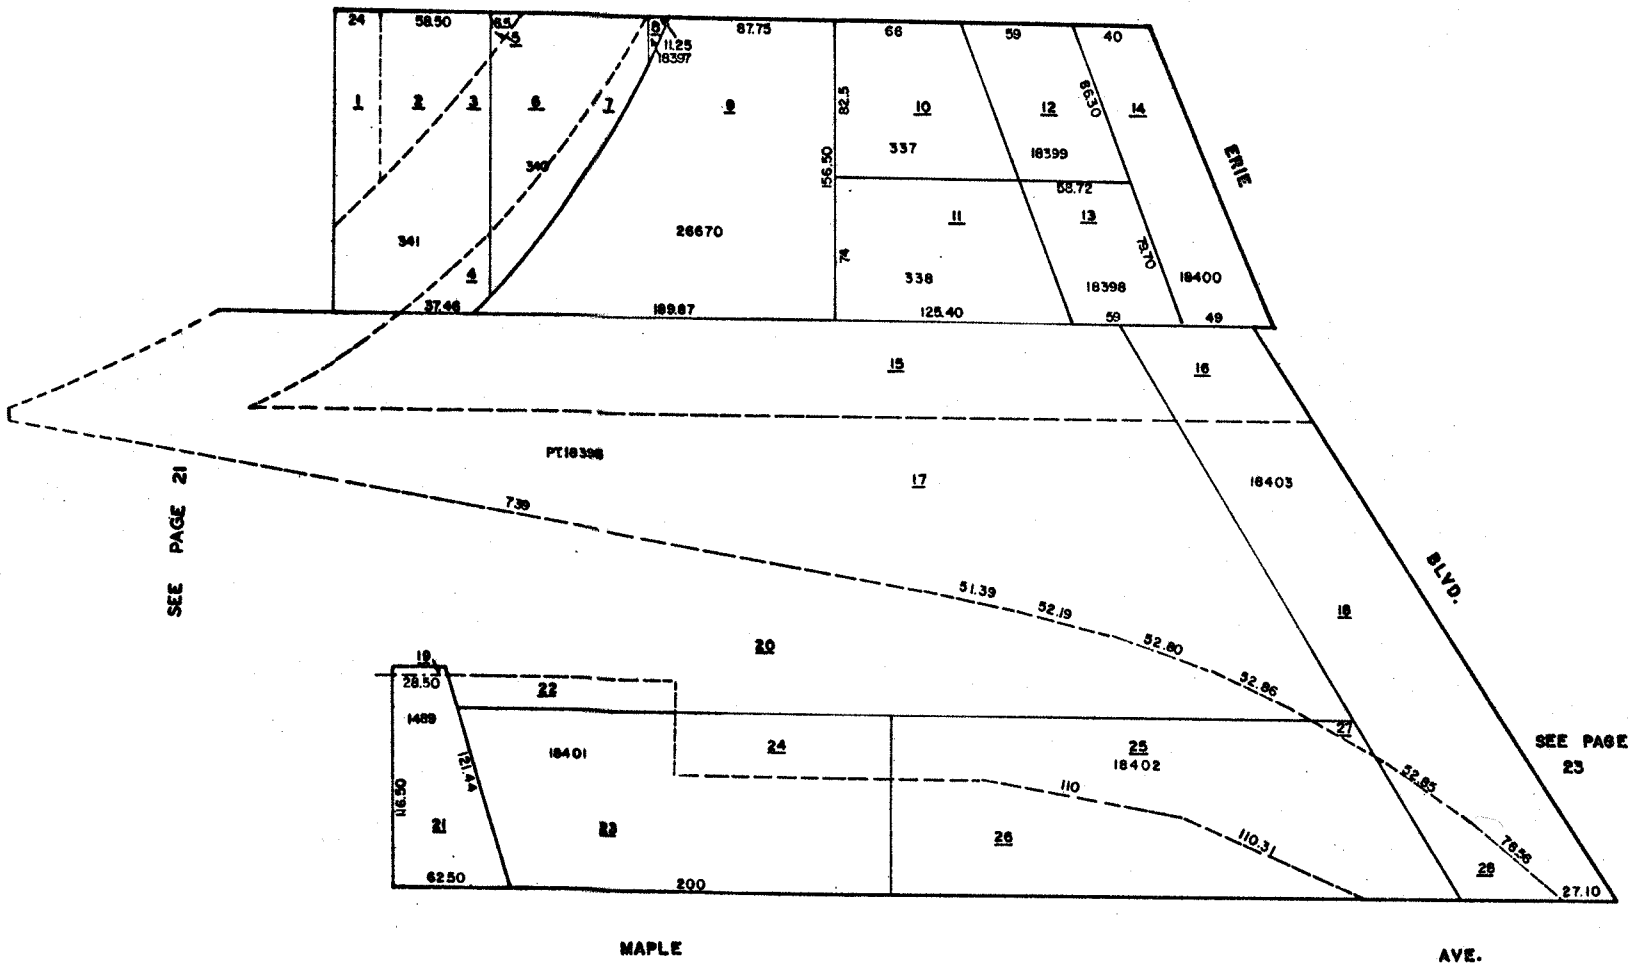 24 58.50 6.5 87.75 66 59 40
5 8 11.25
18397
1 2 3 6 7 9 82.5 10 12 86.30 14
340 156.50 337 18399 ERIE
58.72
341 26670 11 13
4 74 338 79.70 18400
37.46 189.87 125.40 18398 59 49
15 16
PT.18398 17 18403
SEE PAGE 21
739
51.39 52.19 52.80 52.86 18 BLVD.
19 20
28.50 22
1489 18401 24 25 27 SEE PAGE
121.44 18402 23
116.50 110 52.85
21 23 26 110.31 76.56
28
62.50 200 27.10
MAPLE AVE.